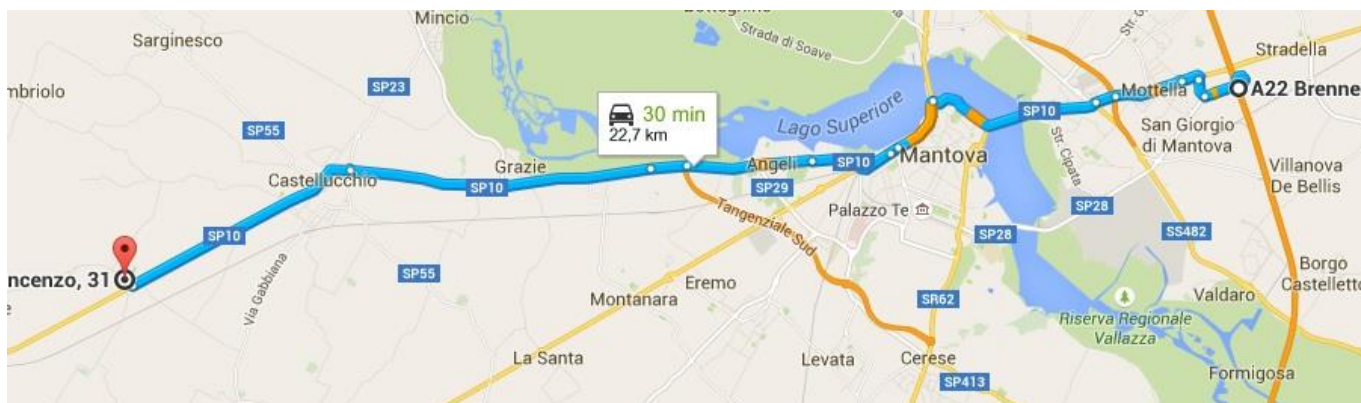 Mincio
Strada di Soave
Str. G
Sarginesco
Stradella
mbriolo
SP23
30 min
22,7 km
Lago Superiore
Mottella
A22 Brenne
SP55
SP10
San Giorgio
di Mantova
Grazie
Angeli
SP10
Mantova
Str. Cipata
Castellucchio
SP10
SP29
Villanova
De Bellis
Palazzo Te
SP28
Tangenziale Sud
SP10
SP28
SS482
ncenzo, 31
SP55
Eremo
Borgo
Castelletto
Via Gabbiana
Montanara
SR62
Valdaro
e
Riserva Regionale
Vallazza
La Santa
Levata
Cerese
Formigosa
SP413